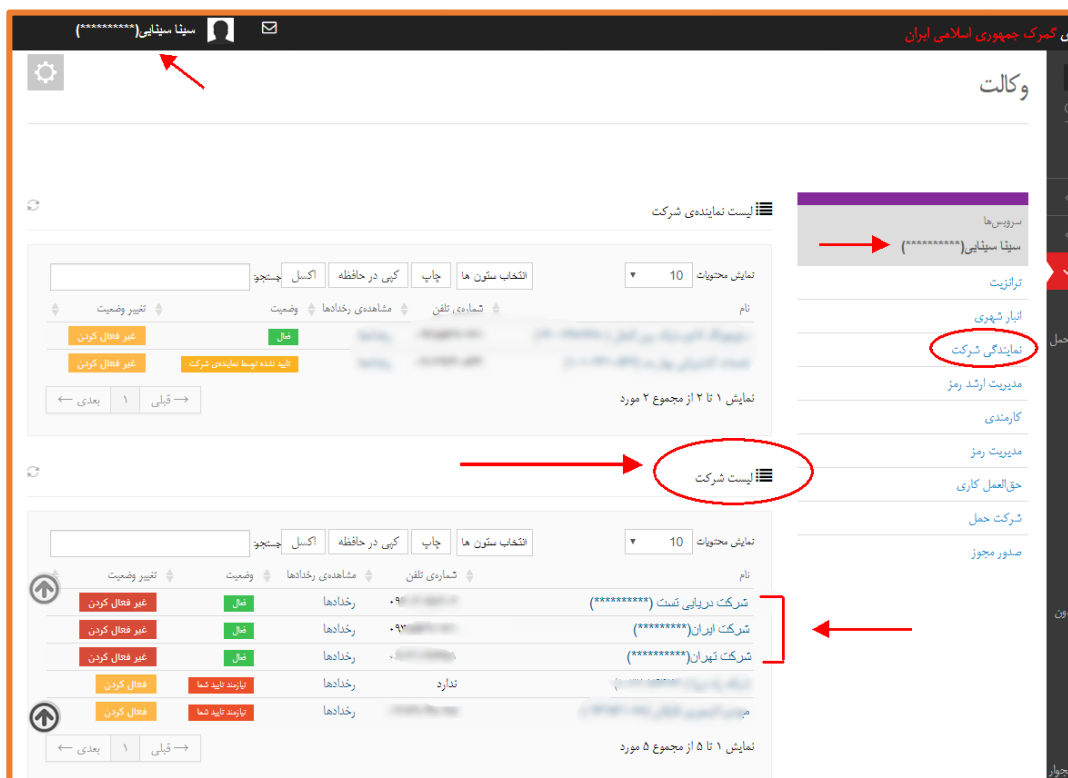 ی گمرک جمهوری اسلامی ایران
سینا سینایی(**********)
وکالت
سرویس‌ها
سینا سینایی(**********)
ترانزیت
انبار شهری
نمایندگی شرکت
مدیریت ارشد رمز
کارمندی
مدیریت رمز
حق‌العمل کاری
شرکت حمل
صدور مجوز
لیست نماینده‌ی شرکت
نمایش محتویات 10 انتخاب ستون ها چاپ کپی در حافظه اکسل جستجو:
نام شماره‌ی تلفن مشاهده‌ی رخدادها وضعیت تغییر وضعیت
فعال غیر فعال کردن
تایید نشده توسط نماینده‌ی شرکت غیر فعال کردن
نمایش ۱ تا ۲ از مجموع ۲ مورد
→ قبلی ۱ بعدی ←
لیست شرکت
نمایش محتویات 10 انتخاب ستون ها چاپ کپی در حافظه اکسل جستجو:
نام شماره‌ی تلفن مشاهده‌ی رخدادها وضعیت تغییر وضعیت
شرکت دریایی تست (**********) رخدادها فعال غیر فعال کردن
شرکت ایران(*********) رخدادها فعال غیر فعال کردن
شرکت تهران(**********) رخدادها فعال غیر فعال کردن
ندارد رخدادها نیازمند تایید شما فعال کردن
رخدادها نیازمند تایید شما فعال کردن
نمایش ۱ تا ۵ از مجموع ۵ مورد
→ قبلی ۱ بعدی ←
حمل
ون
جوار